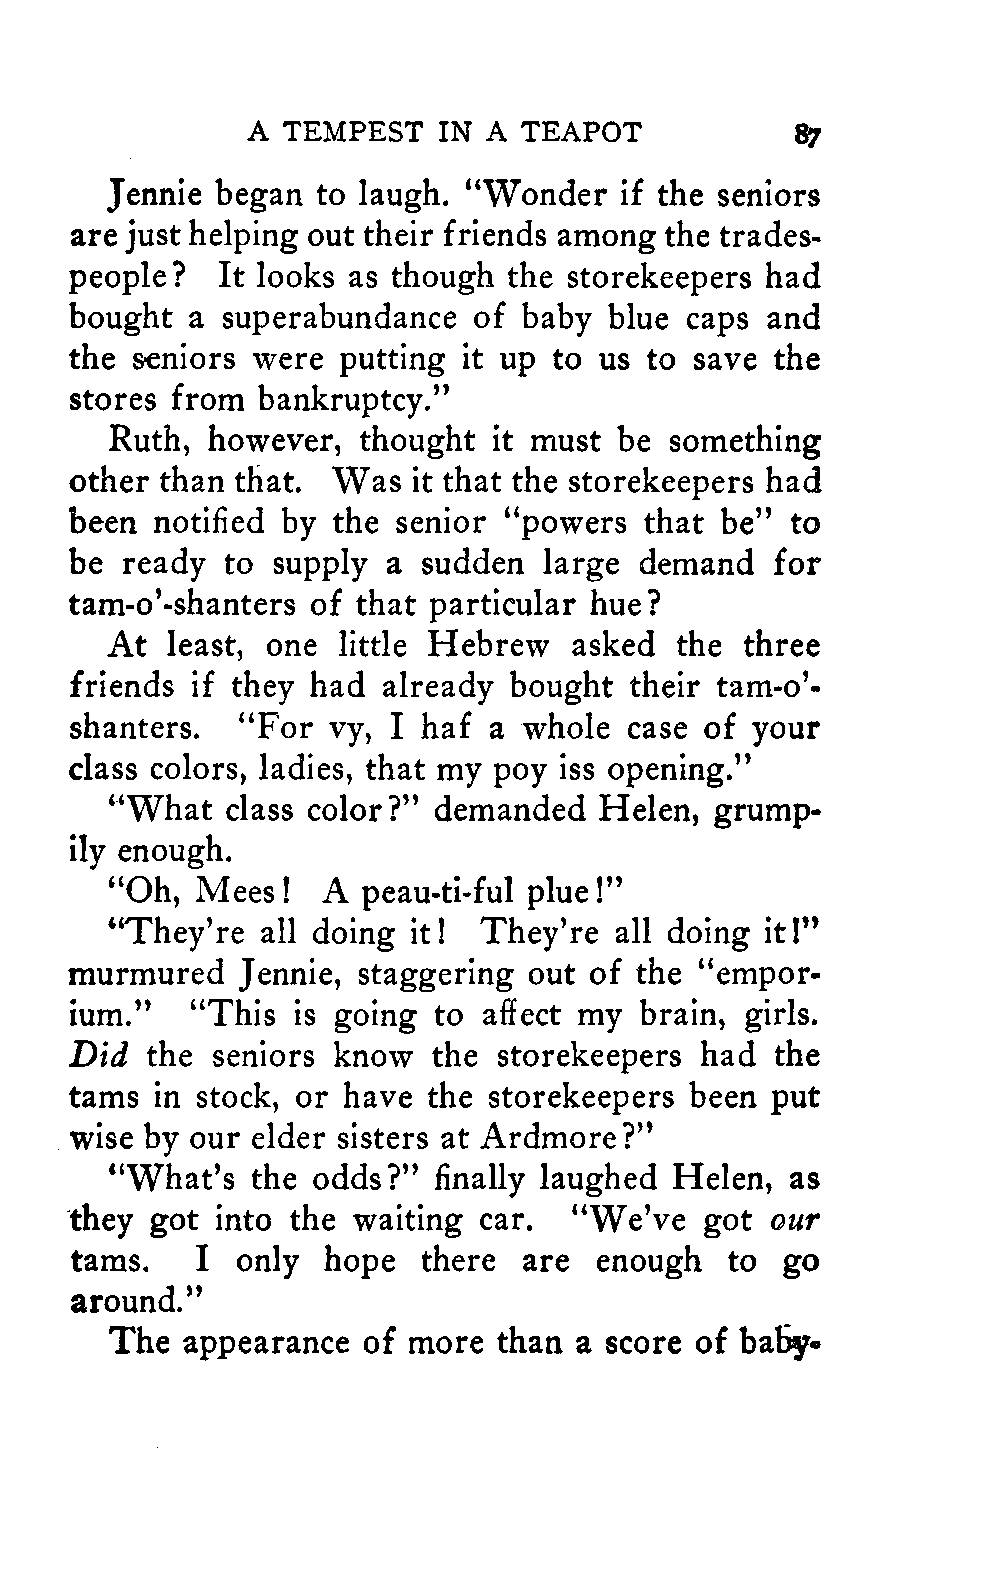 A TEMPEST IN A TEAPOT 87
Jennie began to laugh. “Wonder if the seniors
are just helping out their friends among the trades-
people? It looks as though the storekeepers had
bought a superabundance of baby blue caps and
the seniors were putting it up to us to save the
stores from bankruptcy.”
Ruth, however, thought it must be something
other than that. Was it that the storekeepers had
been notified by the senior “powers that be” to
be ready to supply a sudden large demand for
tam-o’-shanters of that particular hue?
At least, one little Hebrew asked the three
friends if they had already bought their tam-o’-
shanters. “For vy, I haf a whole case of your
class colors, ladies, that my poy iss opening.”
“What class color?” demanded Helen, grump-
ily enough.
“Oh, Mees! A peau-ti-ful plue!”
“They’re all doing it! They’re all doing it!”
murmured Jennie, staggering out of the “empor-
ium.” “This is going to affect my brain, girls.
Did the seniors know the storekeepers had the
tams in stock, or have the storekeepers been put
wise by our elder sisters at Ardmore?”
“What’s the odds?” finally laughed Helen, as
they got into the waiting car. “We’ve got our
tams. I only hope there are enough to go
around.”
The appearance of more than a score of baby-